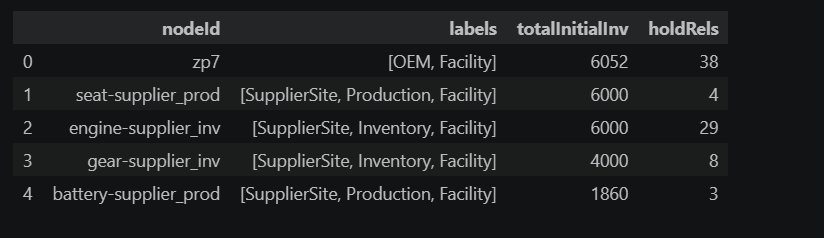 nodeId labels totalInitialInv holdRels
0 zp7 [OEM, Facility] 6052 38
1 seat-supplier_prod [SupplierSite, Production, Facility] 6000 4
2 engine-supplier_inv [SupplierSite, Inventory, Facility] 6000 29
3 gear-supplier_inv [SupplierSite, Inventory, Facility] 4000 8
4 battery-supplier_prod [SupplierSite, Production, Facility] 1860 3